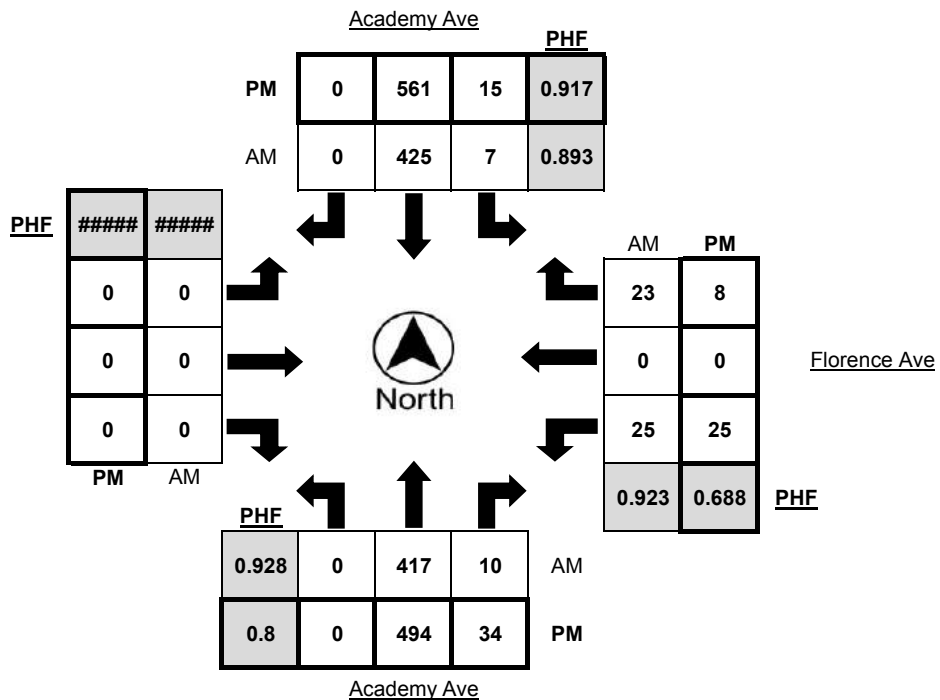 Academy Ave
PHF
PM 0 561 15 0.917
AM 0 425 7 0.893
PHF ##### #####
0 0
0 0
0 0
PM AM
North
AM PM
23 8
0 0
25 25
0.923 0.688 PHF
Florence Ave
PHF
0.928 0 417 10 AM
0.8 0 494 34 PM
Academy Ave